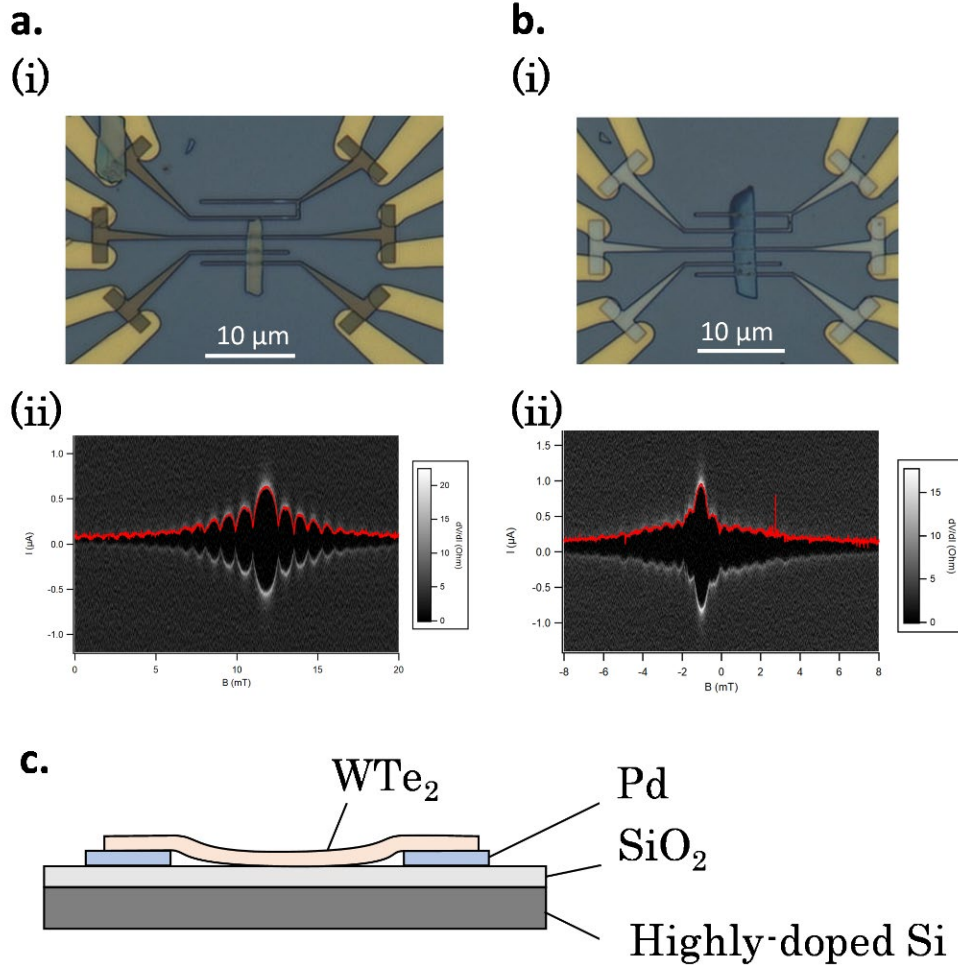 a.
b.
(i)
(i)
10 µm
10 µm
(ii)
(ii)
1.0
0.5
0.0
-0.5
-1.0
I (µA)
0
5
10
15
20
B (mT)
20
15
10
5
0
dV/dI (Ohm)
1.5
1.0
0.5
0.0
-0.5
-1.0
I (µA)
-8
-6
-4
-2
0
2
4
6
8
B (mT)
15
10
5
0
dV/dI (Ohm)
c.
WTe₂
Pd
SiO₂
Highly-doped Si